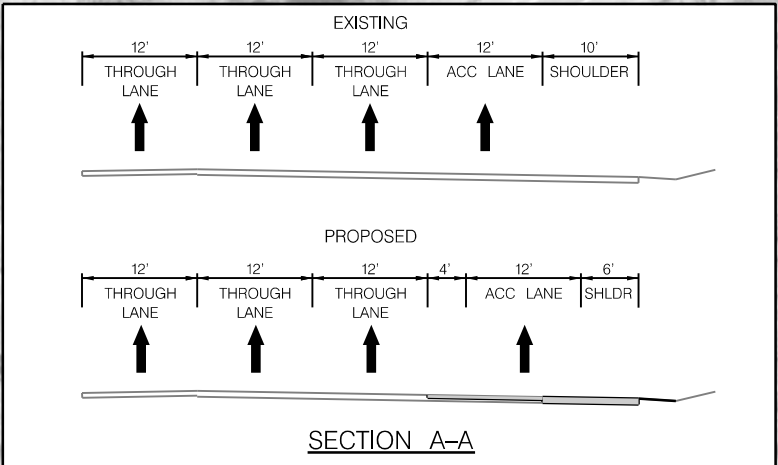 EXISTING
12' 12' 12' 12' 10'
THROUGH LANE THROUGH LANE THROUGH LANE ACC LANE SHOULDER
PROPOSED
12' 12' 12' 4' 12' 6'
THROUGH LANE THROUGH LANE THROUGH LANE ACC LANE SHLDR
SECTION A–A